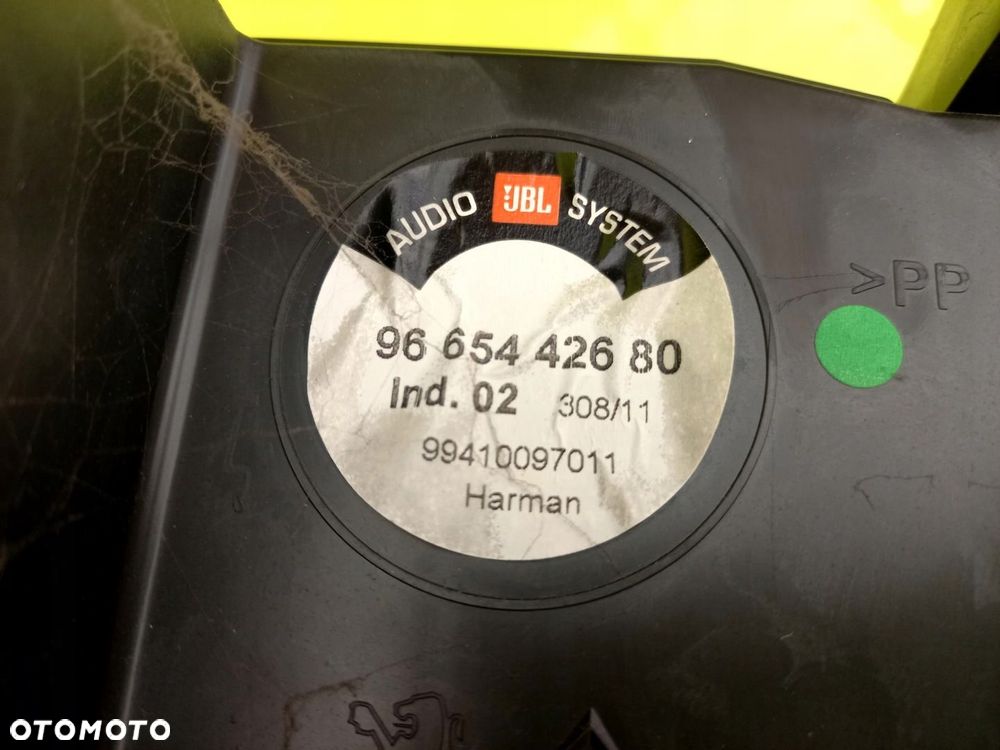 AUDIO JBL SYSTEM
>PP
96 654 426 80
Ind. 02 308/11
99410097011
Harman
OTOMOTO